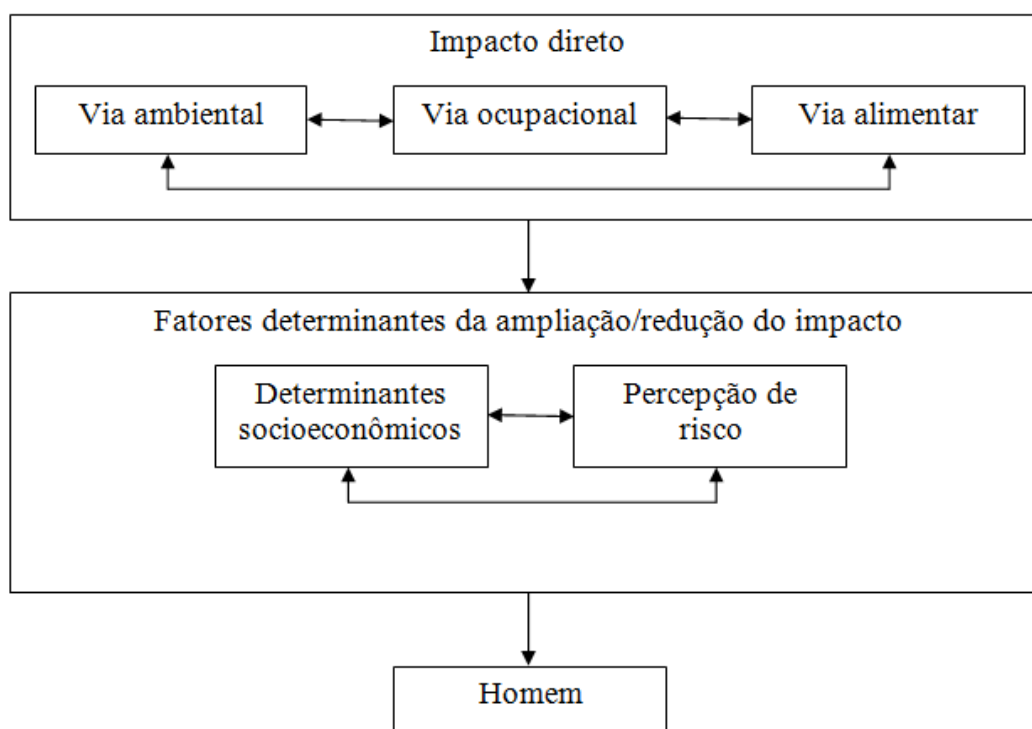 Impacto direto
Via ambiental
Via ocupacional
Via alimentar
Fatores determinantes da ampliação/redução do impacto
Determinantes
socioeconômicos
Percepção de
risco
Homem